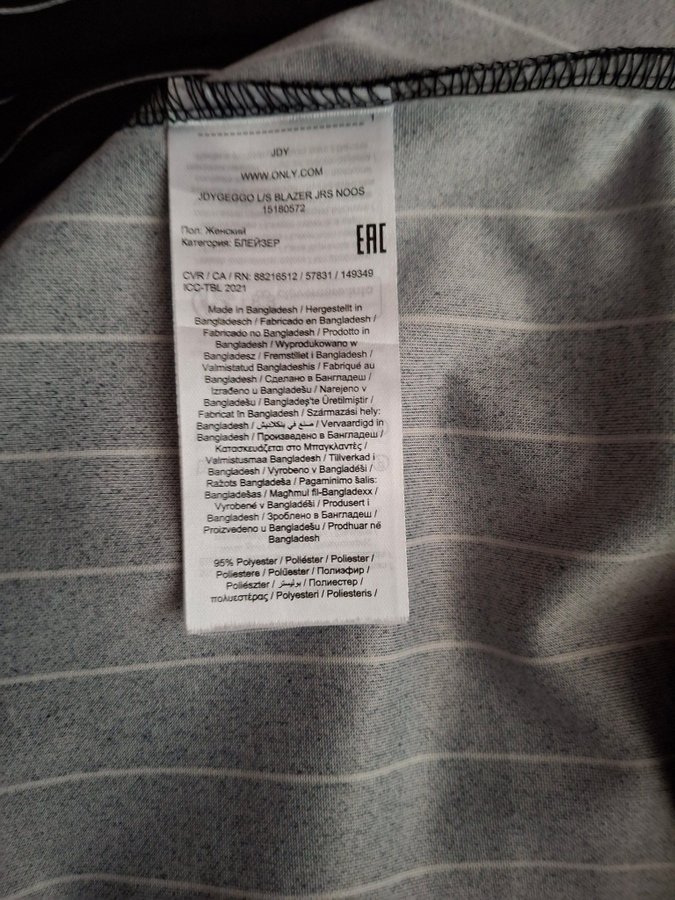 JDY
WWW.ONLY.COM
JDYGEGGO L/S BLAZER JRS NOOS
15180572
Пол: Женский
Категория: БЛЕЙЗЕР
EAC
CVR / CA / RN: 88216512 / 57831 / 149349
ICC-TBL 2021
Made in Bangladesh / Hergestellt in
Bangladesch / Fabricado en Bangladesh /
Fabricado no Bangladesh / Prodotto in
Bangladesh / Wyprodukowano w
Bangladesz / Fremstillet i Bangladesh /
Valmistatud Bangladeshis / Fabriqué au
Bangladesh / Сделано в Бангладеш /
Izrađeno u Bangladešu / Narejeno v
Bangladešu / Bangladeş'te Üretilmiştir /
Fabricat în Bangladesh / Származási hely:
Bangladesh / صنع في بنكلاديش / Vervaardigd in
Bangladesh / Произведено в Бангладеш /
Κατασκευάζεται στο Μπαγκλαντές /
Valmistusmaa Bangladesh / Tillverkad i
Bangladesh / Vyrobeno v Bangladéši /
Ražots Bangladeša / Pagaminimo šalis:
Bangladešas / Magħmul fil-Bangladexx /
Vyrobené v Bangladéši / Produsert i
Bangladesh / Зроблено в Бангладеш /
Proizvedeno u Bangladešu / Prodhuar në
Bangladesh
95% Polyester / Poliéster / Poliester /
Poliestere / Polüester / Полиэфир /
Poliészter / بوليستر / Полиестер /
πολυεστέρας / Polyesteri / Poliesteris /